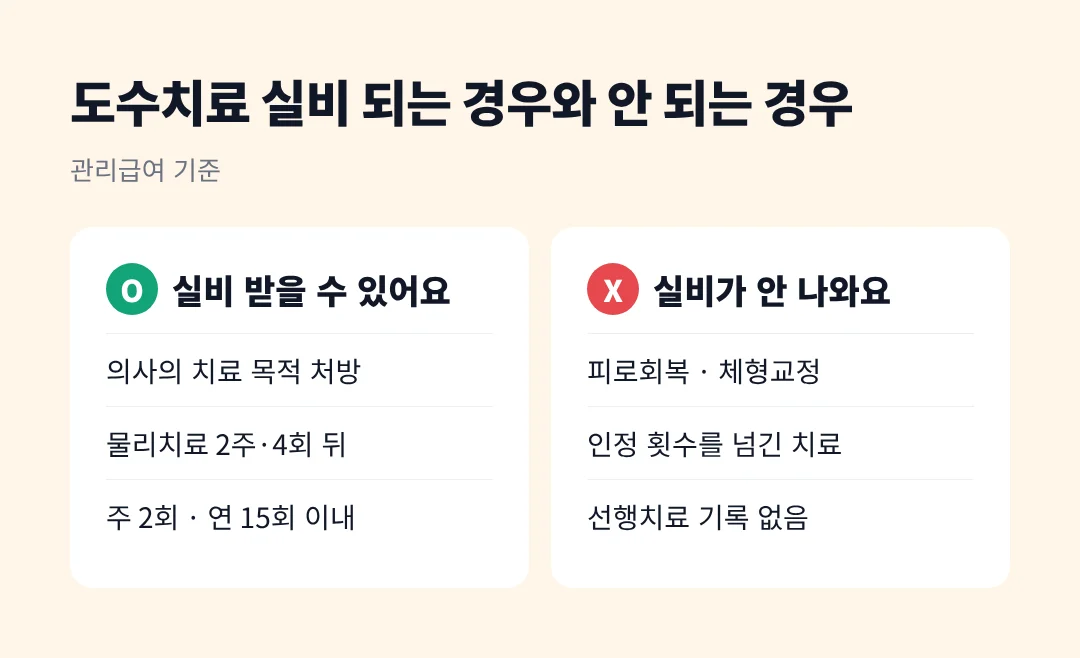 도수치료 실비 되는 경우와 안 되는 경우
관리급여 기준
O 실비 받을 수 있어요
의사의 치료 목적 처방
물리치료 2주·4회 뒤
주 2회 · 연 15회 이내
X 실비가 안 나와요
피로회복 · 체형교정
인정 횟수를 넘긴 치료
선행치료 기록 없음